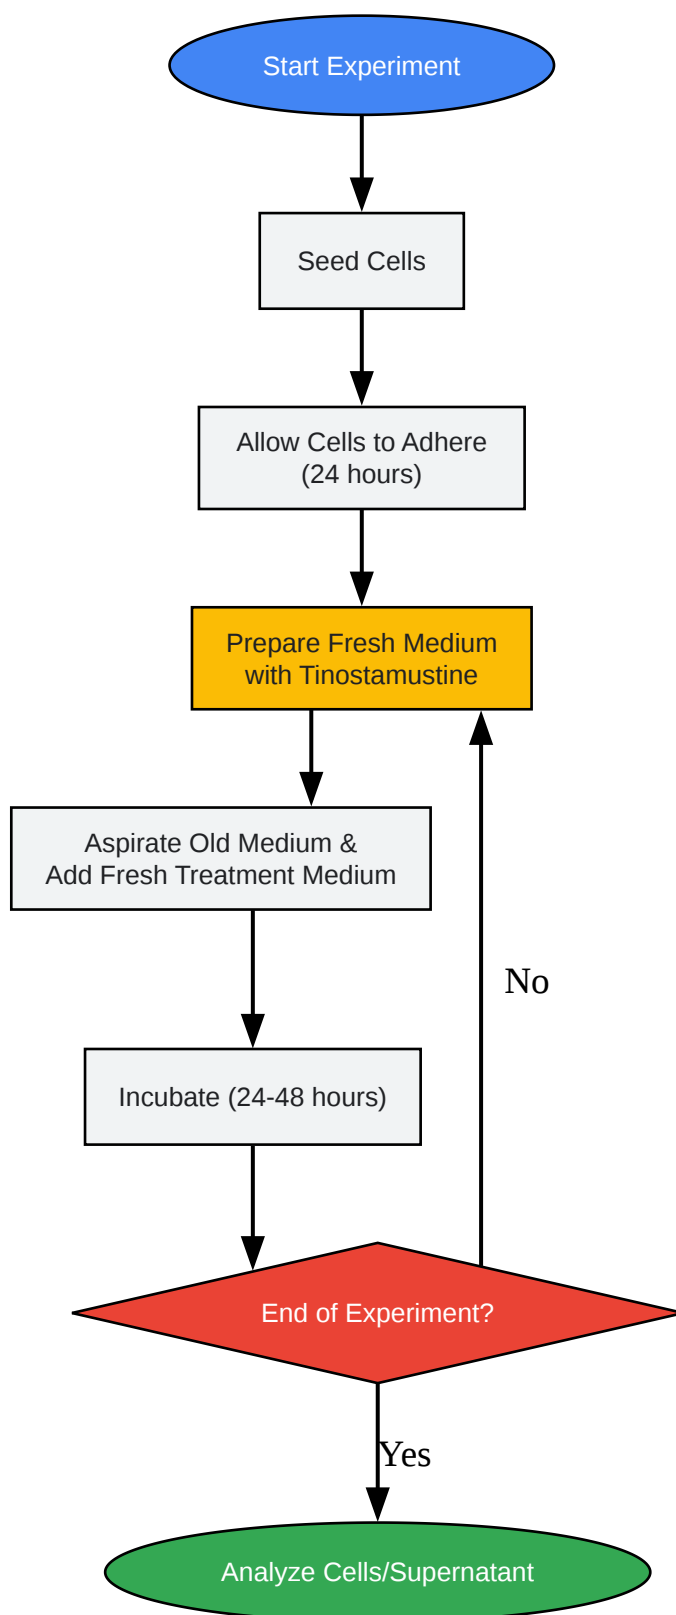 Start Experiment
Seed Cells
Allow Cells to Adhere
(24 hours)
Prepare Fresh Medium
with Tinostamustine
Aspirate Old Medium &
Add Fresh Treatment Medium
No
Incubate (24-48 hours)
End of Experiment?
Yes
Analyze Cells/Supernatant